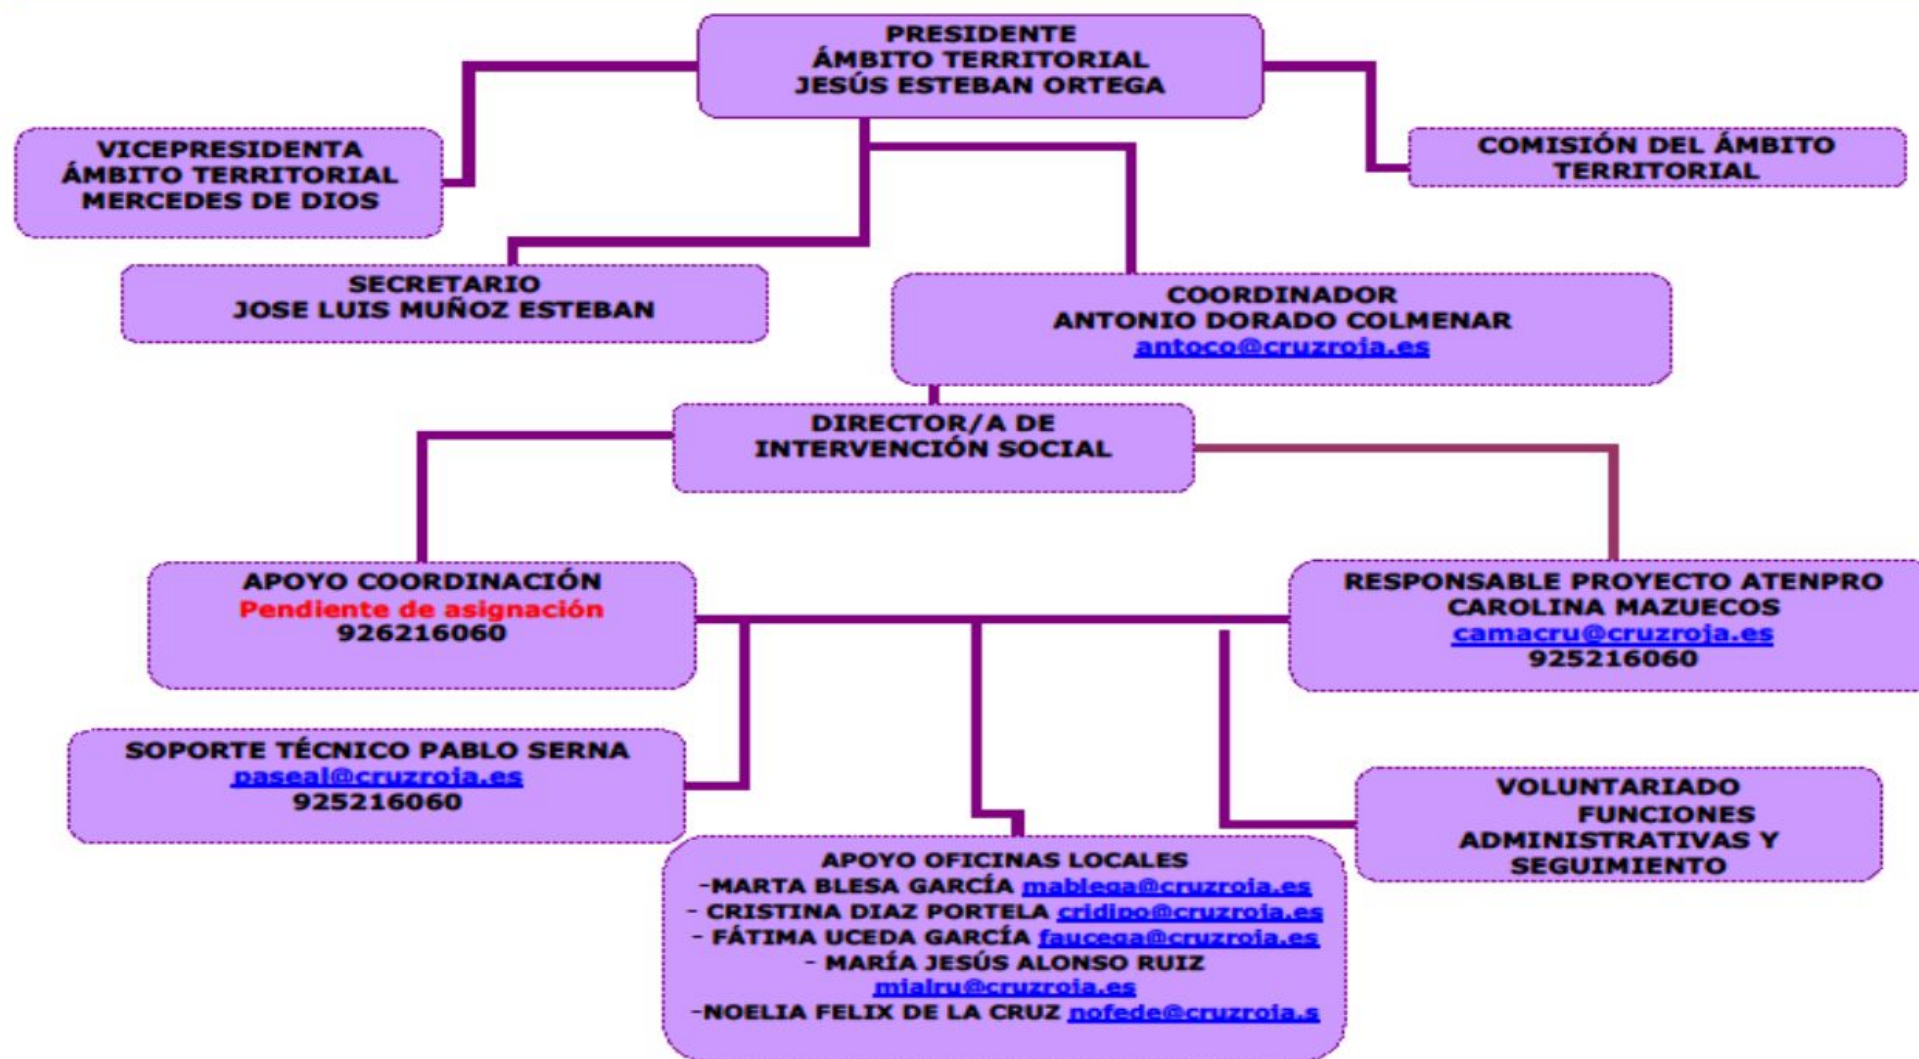 PRESIDENTE
ÁMBITO TERRITORIAL
JESÚS ESTEBAN ORTEGA
VICEPRESIDENTA
ÁMBITO TERRITORIAL
MERCEDES DE DIOS
COMISIÓN DEL ÁMBITO
TERRITORIAL
SECRETARIO
JOSE LUIS MUÑOZ ESTEBAN
COORDINADOR
ANTONIO DORADO COLMENAR
antoco@cruzroja.es
DIRECTOR/A DE
INTERVENCIÓN SOCIAL
APOYO COORDINACIÓN
Pendiente de asignación
926216060
RESPONSABLE PROYECTO ATENPRO
CAROLINA MAZUECOS
camacru@cruzroja.es
925216060
SOPORTE TÉCNICO PABLO SERNA
paseal@cruzroja.es
925216060
VOLUNTARIADO
FUNCIONES
ADMINISTRATIVAS Y
SEGUIMIENTO
APOYO OFICINAS LOCALES
-MARTA BLESA GARCÍA mablega@cruzroja.es
- CRISTINA DIAZ PORTELA cridipo@cruzroja.es
- FÁTIMA UCEDA GARCÍA faucega@cruzroja.es
- MARÍA JESÚS ALONSO RUIZ
mialru@cruzroja.es
-NOELIA FELIX DE LA CRUZ nofede@cruzroja.s